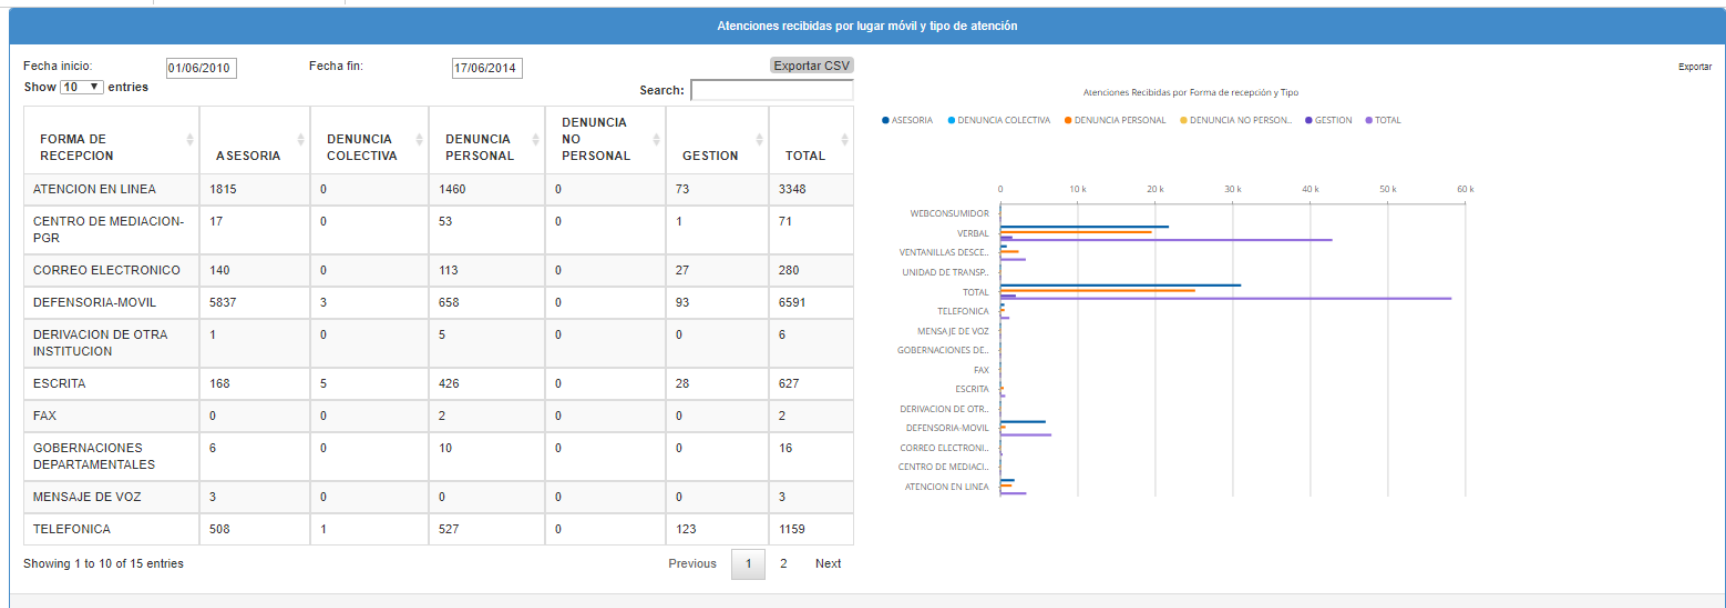 Atenciones recibidas por lugar móvil y tipo de atención
Fecha inicio: 01/06/2010 Fecha fin: 17/06/2014 Exportar CSV
Show 10 entries Search:
FORMA DE RECEPCION ASESORIA DENUNCIA COLECTIVA DENUNCIA PERSONAL DENUNCIA NO PERSONAL GESTION TOTAL
ATENCION EN LINEA 1815 0 1460 0 73 3348
CENTRO DE MEDIACION-PGR 17 0 53 0 1 71
CORREO ELECTRONICO 140 0 113 0 27 280
DEFENSORIA-MOVIL 5837 3 658 0 93 6591
DERIVACION DE OTRA INSTITUCION 1 0 5 0 0 6
ESCRITA 168 5 426 0 28 627
FAX 0 0 2 0 0 2
GOBERNACIONES DEPARTAMENTALES 6 0 10 0 0 16
MENSAJE DE VOZ 3 0 0 0 0 3
TELEFONICA 508 1 527 0 123 1159
Showing 1 to 10 of 15 entries Previous 1 2 Next
Exportar
Atenciones Recibidas por Forma de recepción y Tipo
ASESORIA DENUNCIA COLECTIVA DENUNCIA PERSONAL DENUNCIA NO PERSON... GESTION TOTAL
0 10 k 20 k 30 k 40 k 50 k 60 k
WEBCONSUMIDOR
VERBAL
VENTANILLAS DESCE..
UNIDAD DE TRANSP..
TOTAL
TELEFONICA
MENSAJE DE VOZ
GOBERNACIONES DE..
FAX
ESCRITA
DERIVACION DE OTR..
DEFENSORIA-MOVIL
CORREO ELECTRONI..
CENTRO DE MEDIACI..
ATENCION EN LINEA